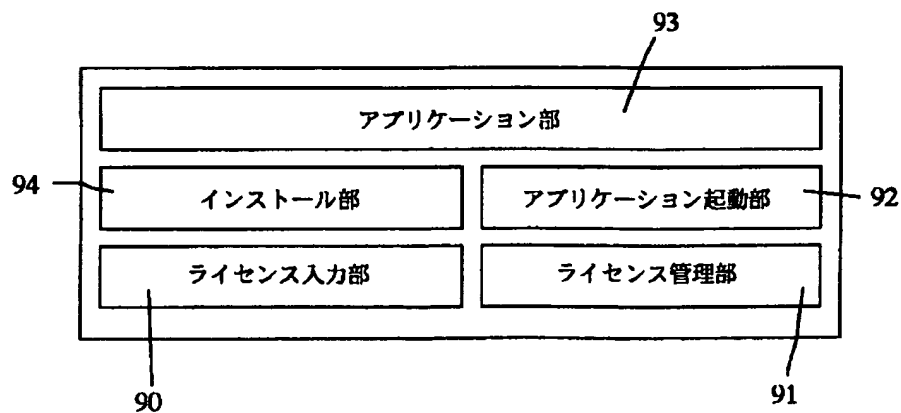 93
アプリケーション部
94
インストール部
アプリケーション起動部
92
ライセンス入力部
ライセンス管理部
90
91